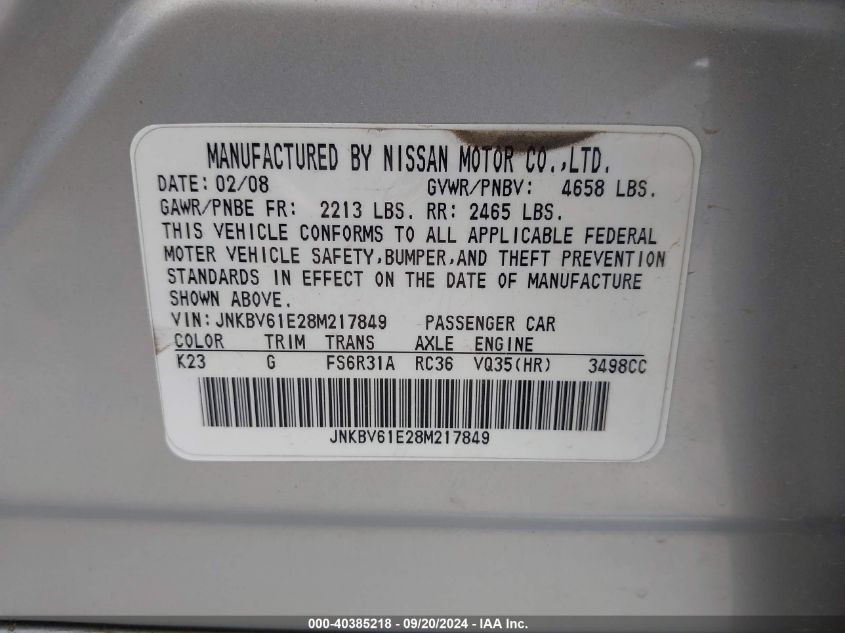 MANUFACTURED BY NISSAN MOTOR CO.,LTD.
DATE: 02/08 GVWR/PNBV: 4658 LBS.
GAWR/PNBE FR: 2213 LBS. RR: 2465 LBS.
THIS VEHICLE CONFORMS TO ALL APPLICABLE FEDERAL
MOTER VEHICLE SAFETY,BUMPER,AND THEFT PREVENTION
STANDARDS IN EFFECT ON THE DATE OF MANUFACTURE
SHOWN ABOVE.
VIN:JNKBV61E28M217849 PASSENGER CAR
COLOR TRIM TRANS AXLE ENGINE
K23 G FS6R31A RC36 VQ35(HR) 3498CC
JNKBV61E28M217849
000-40385218 - 09/20/2024 - IAA Inc.